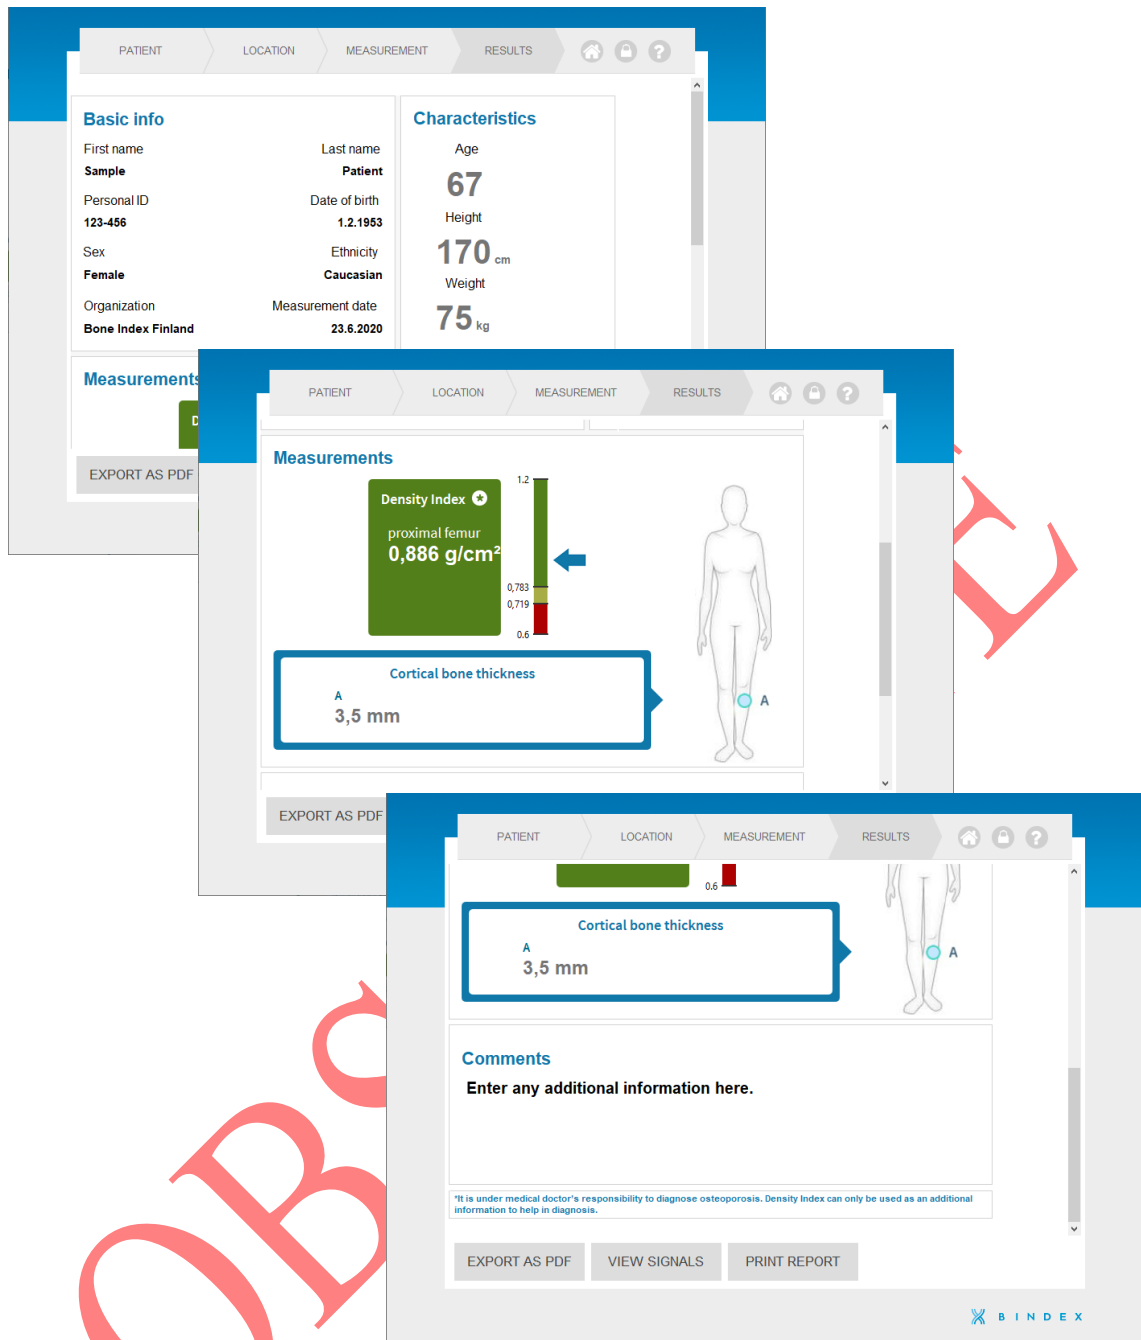 PATIENT LOCATION MEASUREMENT RESULTS ?
Basic info
First name Last name
Sample Patient
Personal ID Date of birth
123-456 1.2.1953
Sex Ethnicity
Female Caucasian
Organization Measurement date
Bone Index Finland 23.6.2020
Characteristics
Age
67
Height
170 cm
Weight
75 kg
Measurements
D
EXPORT AS PDF
PATIENT LOCATION MEASUREMENT RESULTS ?
Measurements
Density Index
proximal femur
0,886 g/cm²
1.2
0,783
0,719
0.6
Cortical bone thickness
A
3,5 mm
A
EXPORT AS PDF
PATIENT LOCATION MEASUREMENT RESULTS ?
0.6
Cortical bone thickness
A
3,5 mm
A
Comments
Enter any additional information here.
*It is under medical doctor's responsibility to diagnose osteoporosis. Density Index can only be used as an additional
information to help in diagnosis.
EXPORT AS PDF VIEW SIGNALS PRINT REPORT
BINDEX